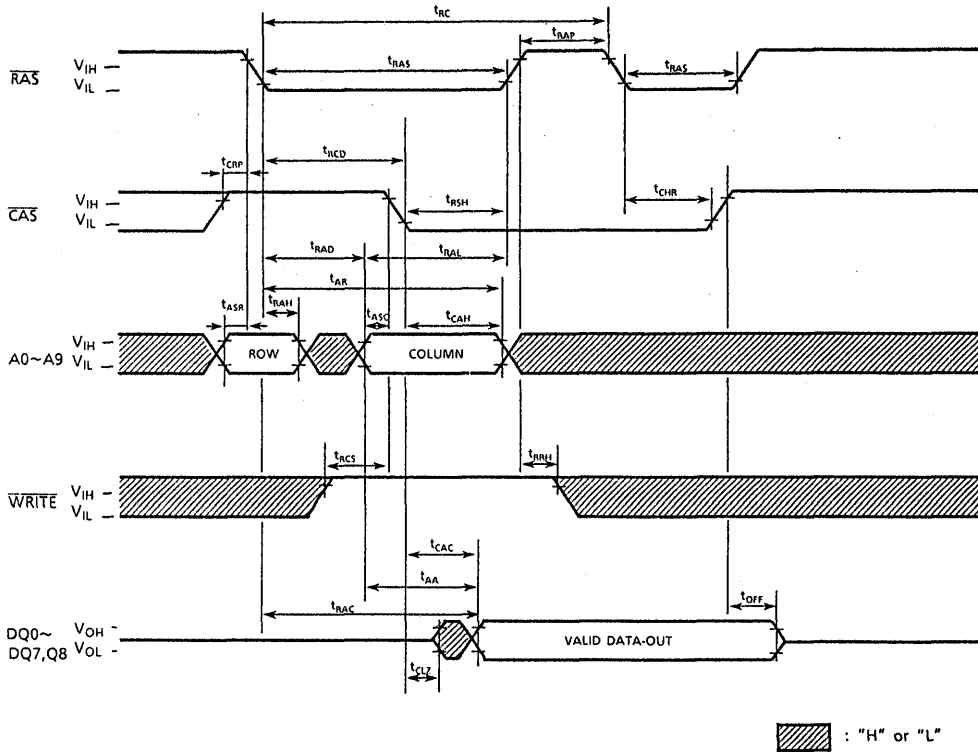 tRC
tRAP
RAS
VIH
VIL
tRAS
tRAS
tRCD
tCRP
CAS
VIH
VIL
tRSH
tCHR
tRAD
tRAL
tAR
tASR
tRAH
tASC
tCAH
A0~A9
VIH
VIL
ROW
COLUMN
tRCS
tRRH
WRITE
VIH
VIL
tCAC
tAA
tRAC
tOFF
DQ0~
DQ7,Q8
VOH
VOL
VALID DATA-OUT
tCLZ
: "H" or "L"